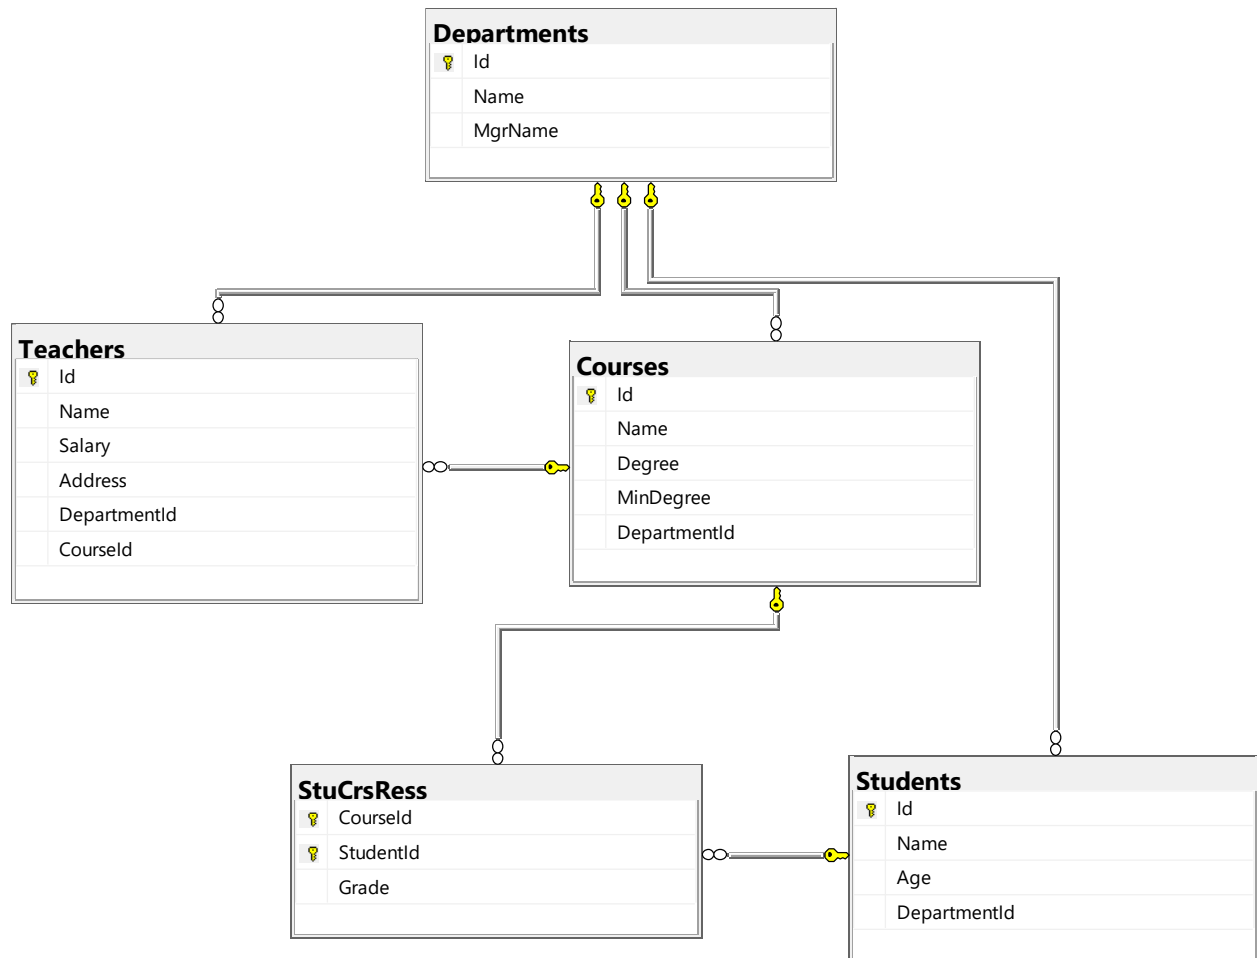 Departments
Id
Name
MgrName
Teachers
Id
Name
Salary
Address
DepartmentId
CourseId
Courses
Id
Name
Degree
MinDegree
DepartmentId
StuCrsRess
CourseId
StudentId
Grade
Students
Id
Name
Age
DepartmentId